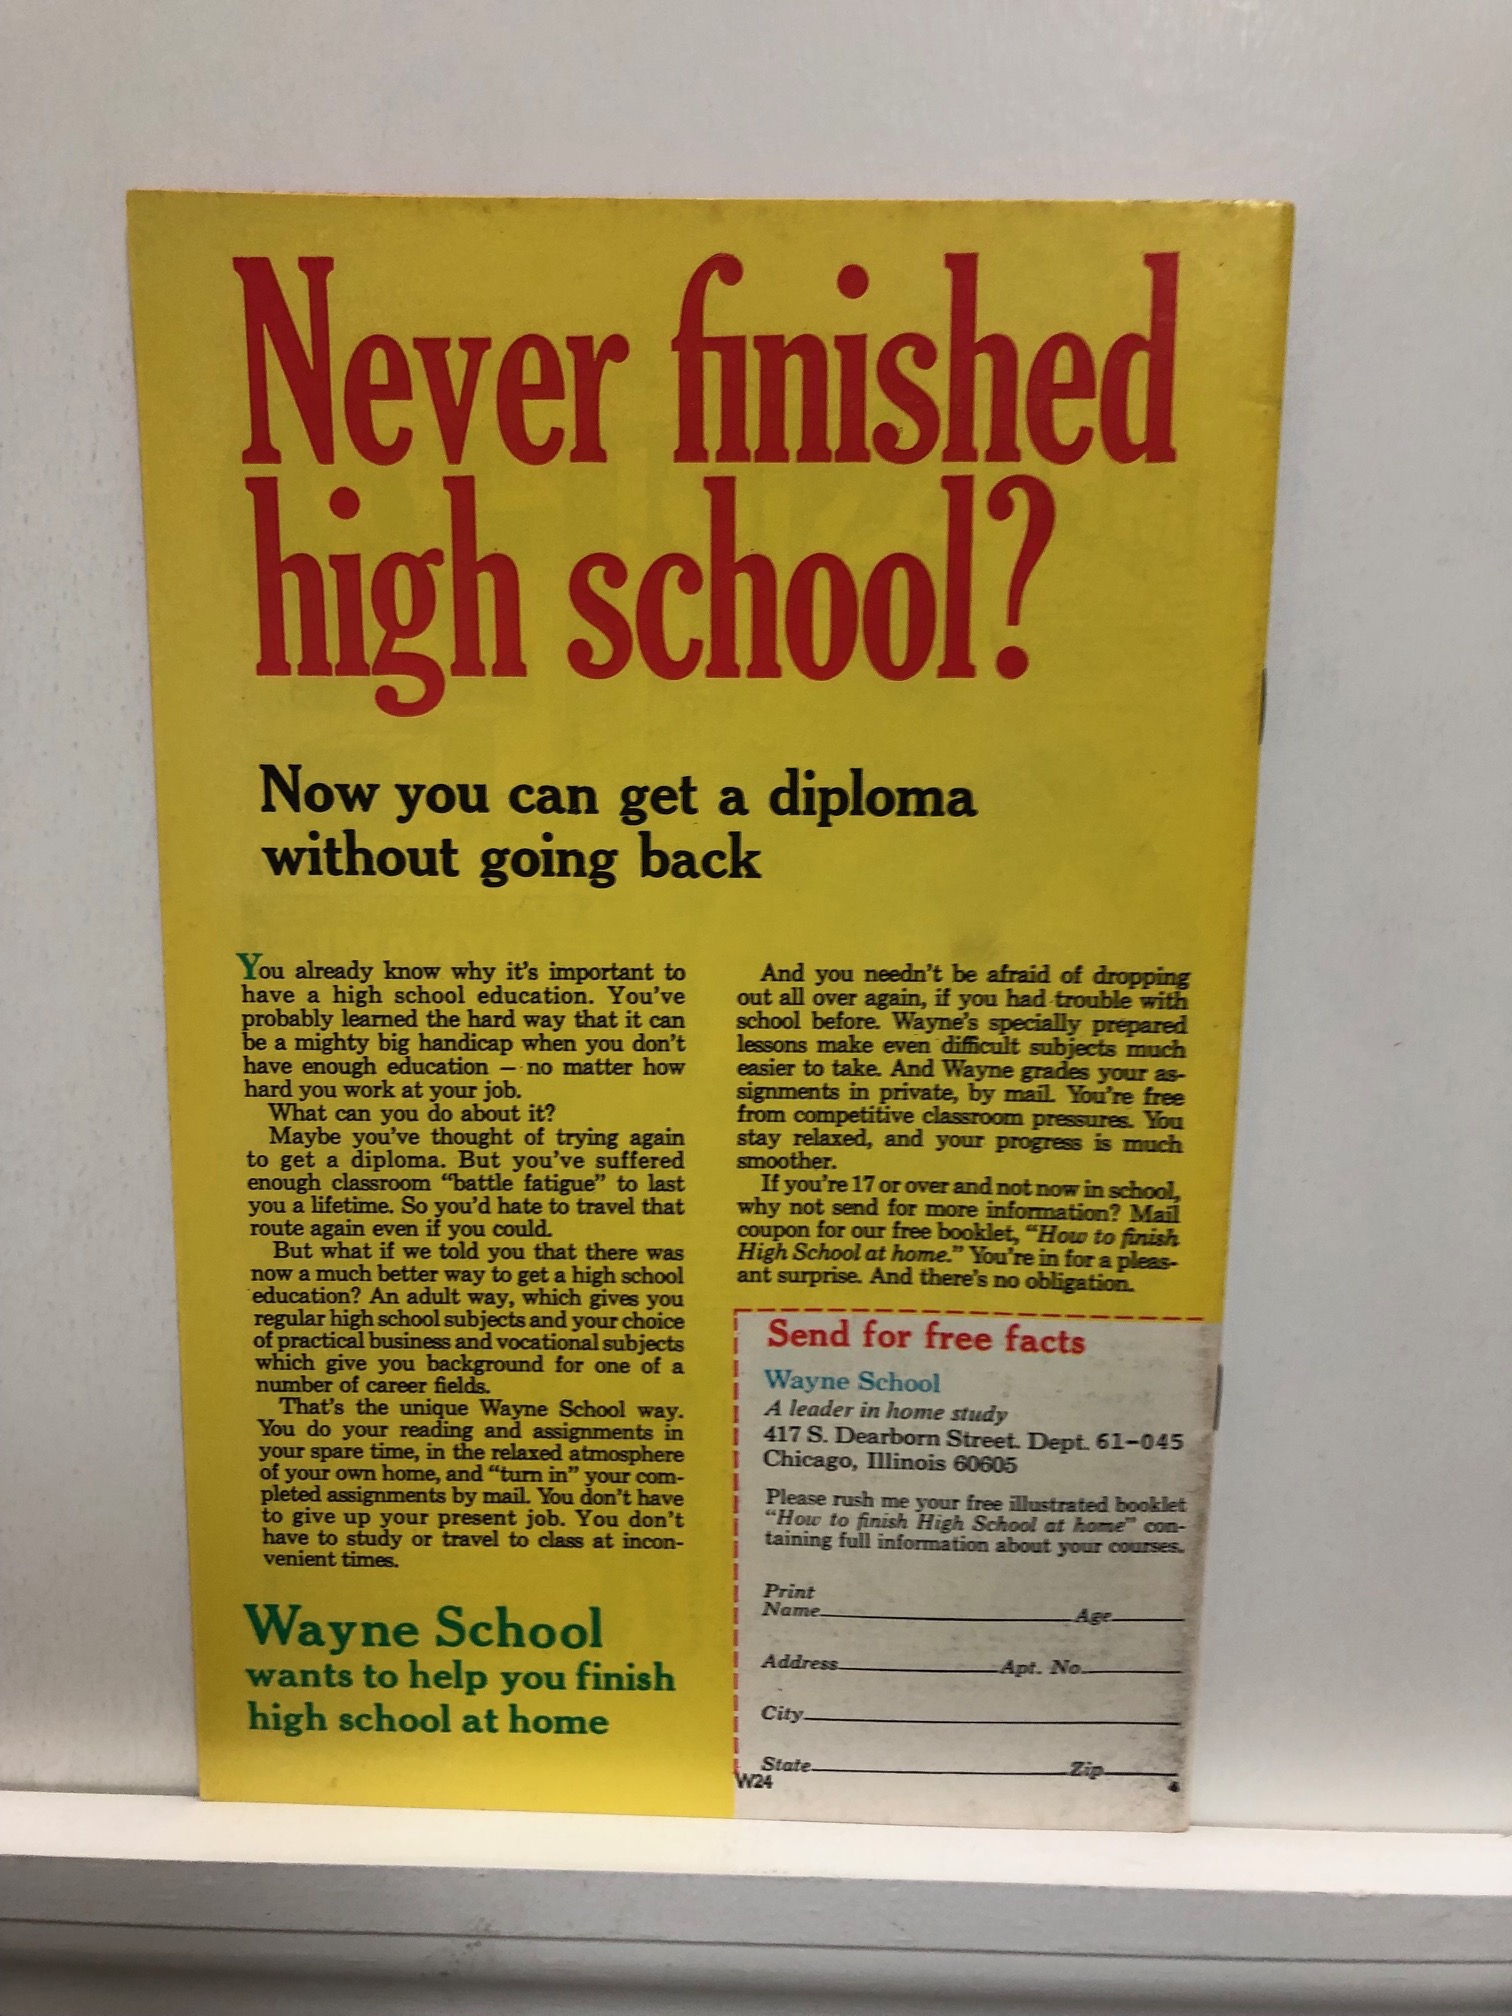 Never finished
high school?
Now you can get a diploma
without going back
You already know why it's important to
have a high school education. You've
probably learned the hard way that it can
be a mighty big handicap when you don't
have enough education — no matter how
hard you work at your job.
What can you do about it?
Maybe you've thought of trying again
to get a diploma. But you've suffered
enough classroom “battle fatigue” to last
you a lifetime. So you'd hate to travel that
route again even if you could.
But what if we told you that there was
now a much better way to get a high school
education? An adult way, which gives you
regular high school subjects and your choice
of practical business and vocational subjects
which give you background for one of a
number of career fields.
That's the unique Wayne School way.
You do your reading and assignments in
your spare time, in the relaxed atmosphere
of your own home, and “turn in” your com-
pleted assignments by mail. You don't have
to give up your present job. You don't
have to study or travel to class at incon-
venient times.
Wayne School
wants to help you finish
high school at home
And you needn't be afraid of dropping
out all over again, if you had trouble with
school before. Wayne's specially prepared
lessons make even difficult subjects much
easier to take. And Wayne grades your as-
signments in private, by mail. You're free
from competitive classroom pressures. You
stay relaxed, and your progress is much
smoother.
If you're 17 or over and not now in school,
why not send for more information? Mail
coupon for our free booklet, “How to finish
High School at home.” You're in for a pleas-
ant surprise. And there's no obligation.
Send for free facts
Wayne School
A leader in home study
417 S. Dearborn Street. Dept. 61-045
Chicago, Illinois 60605
Please rush me your free illustrated booklet
“How to finish High School at home” con-
taining full information about your courses.
Print
Name Age
Address Apt. No.
City
State Zip
W24